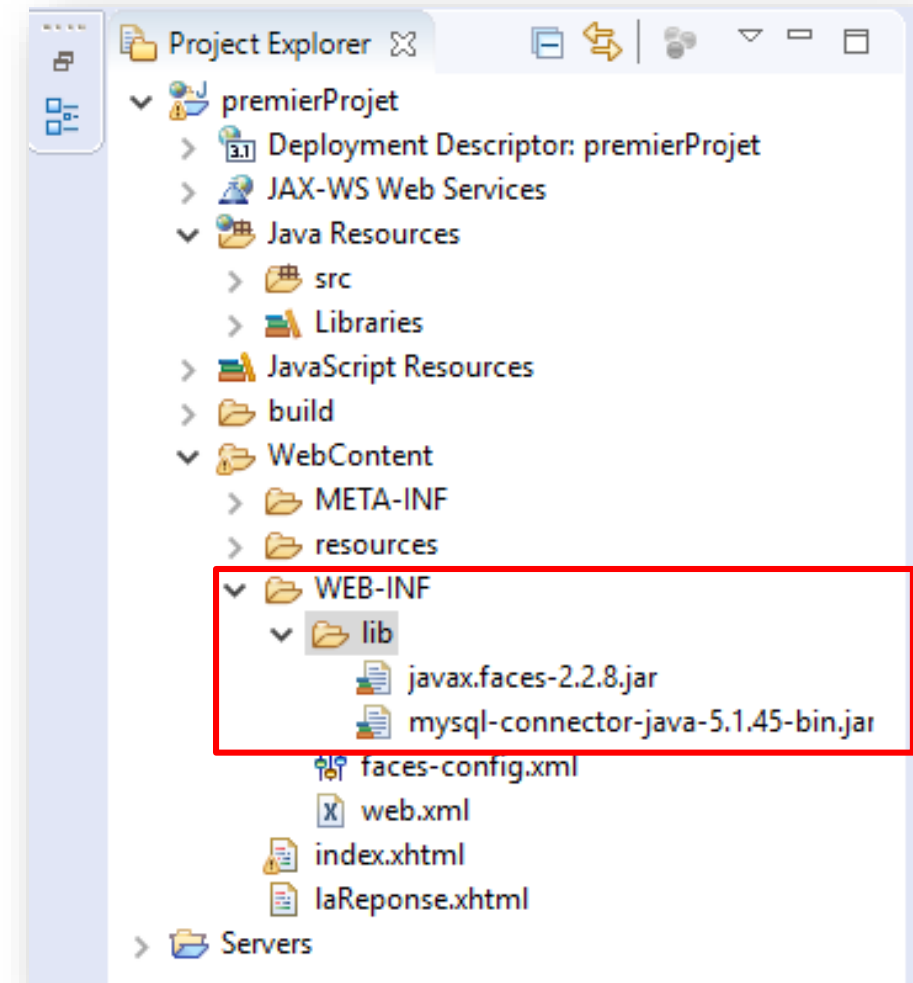 Project Explorer
premierProjet
3.1 Deployment Descriptor: premierProjet
JAX-WS Web Services
Java Resources
src
Libraries
JavaScript Resources
build
WebContent
META-INF
resources
WEB-INF
lib
javax.faces-2.2.8.jar
mysql-connector-java-5.1.45-bin.jar
faces-config.xml
X web.xml
index.xhtml
laReponse.xhtml
Servers